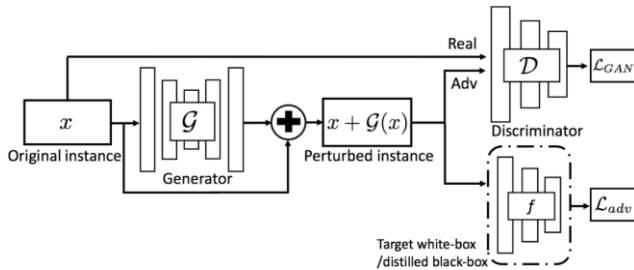 Real
Adv
D
L_GAN
x
G
x + G(x)
Original instance
Generator
Perturbed instance
Discriminator
f
L_adv
Target white-box
/distilled black-box